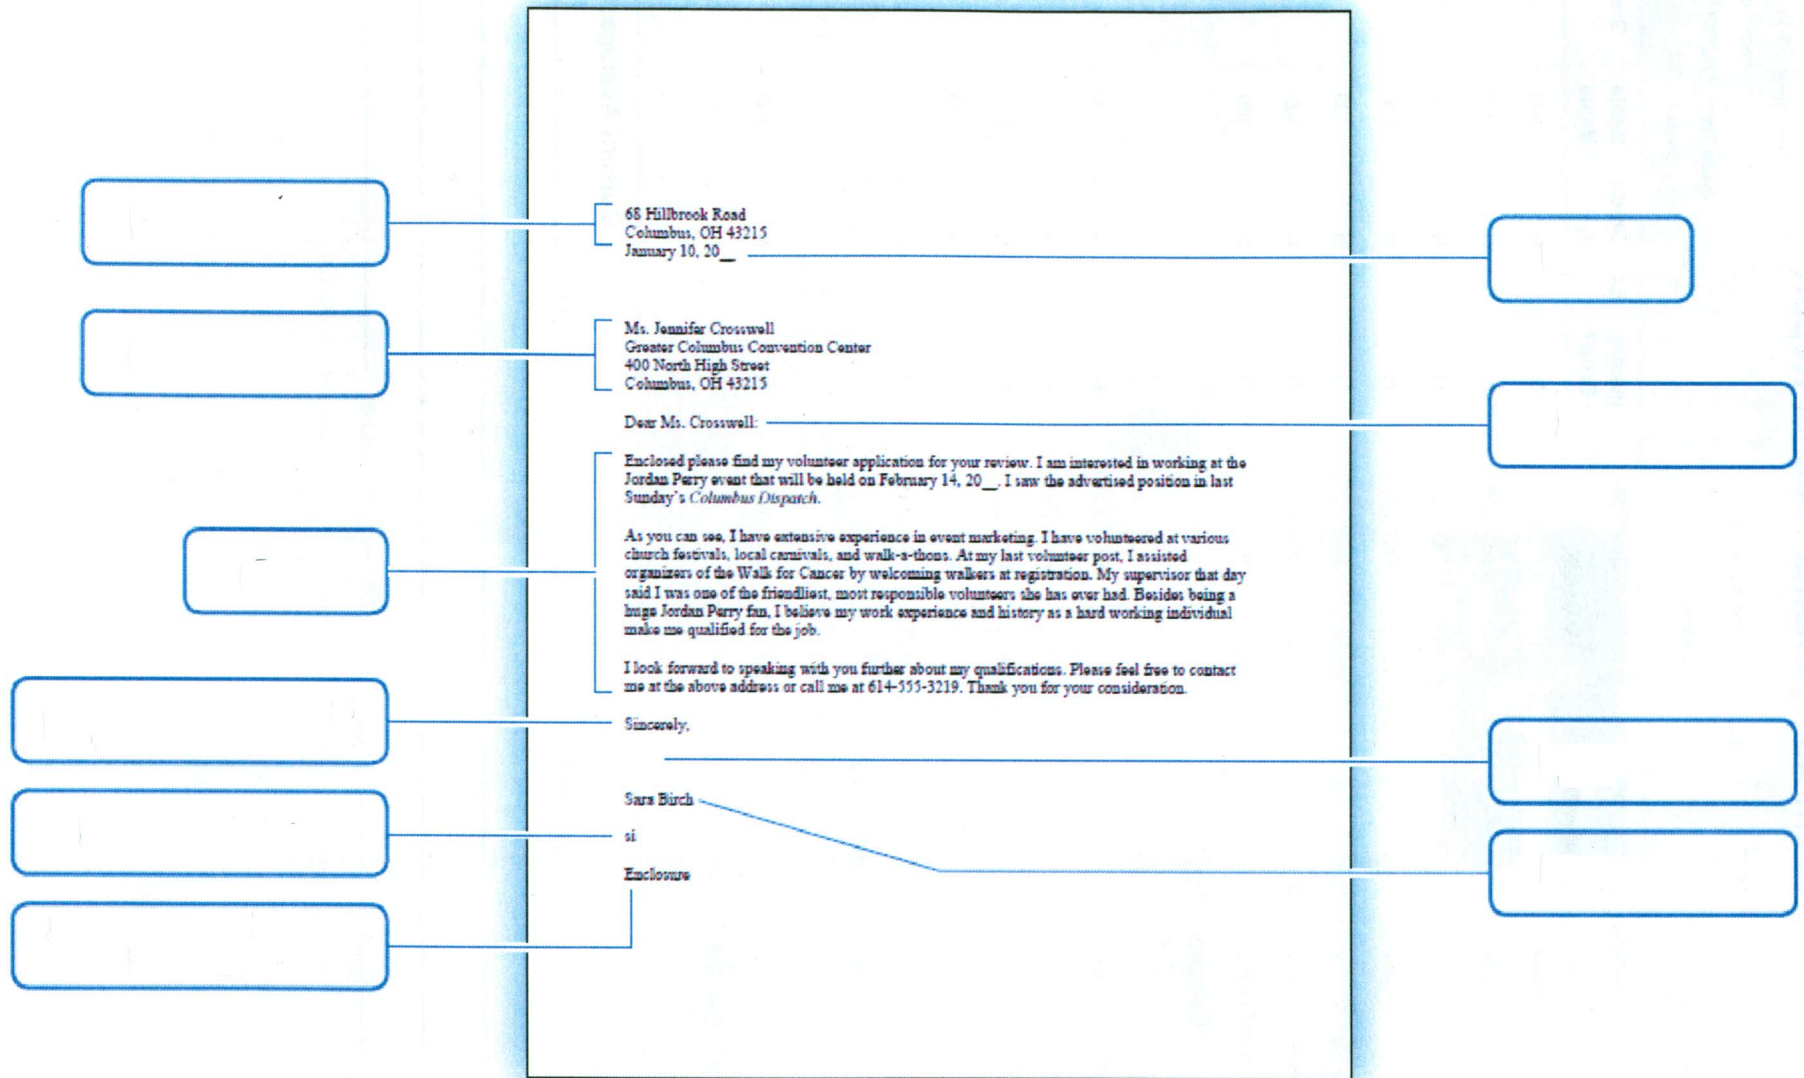 68 Hillbrook Road
Columbus, OH 43215
January 10, 20__
Ms. Jennifer Crosswell
Greater Columbus Convention Center
400 North High Street
Columbus, OH 43215
Dear Ms. Crosswell:
Enclosed please find my volunteer application for your review. I am interested in working at the
Jordan Perry event that will be held on February 14, 20__. I saw the advertised position in last
Sunday's Columbus Dispatch.
As you can see, I have extensive experience in event marketing. I have volunteered at various
church festivals, local carnivals, and walk-a-thons. At my last volunteer post, I assisted
organizers of the Walk for Cancer by welcoming walkers at registration. My supervisor that day
said I was one of the friendliest, most responsible volunteers she has ever had. Besides being a
huge Jordan Perry fan, I believe my work experience and history as a hard working individual
make me qualified for the job.
I look forward to speaking with you further about my qualifications. Please feel free to contact
me at the above address or call me at 614-555-3219. Thank you for your consideration.
Sincerely,
Sara Birch
si
Enclosure